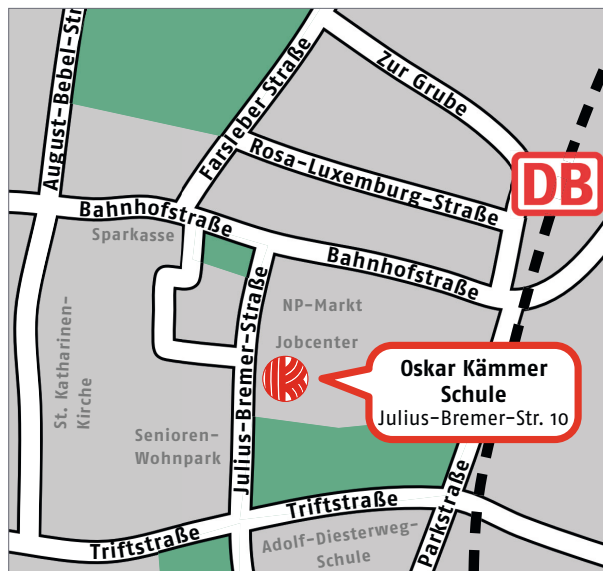 August-Bebel-Str
Farsleber Straße
Zur Grube
Rosa-Luxemburg-Straße
DB
Bahnhofstraße
Sparkasse
Bahnhofstraße
NP-Markt
Jobcenter
St. Katharinen-
Kirche
Julius-Bremer-Straße
Oskar Kämmer
Schule
Julius-Bremer-Str. 10
Senioren-
Wohnpark
Triftstraße
Triftstraße
Parkstraße
Adolf-Diesterweg-
Schule